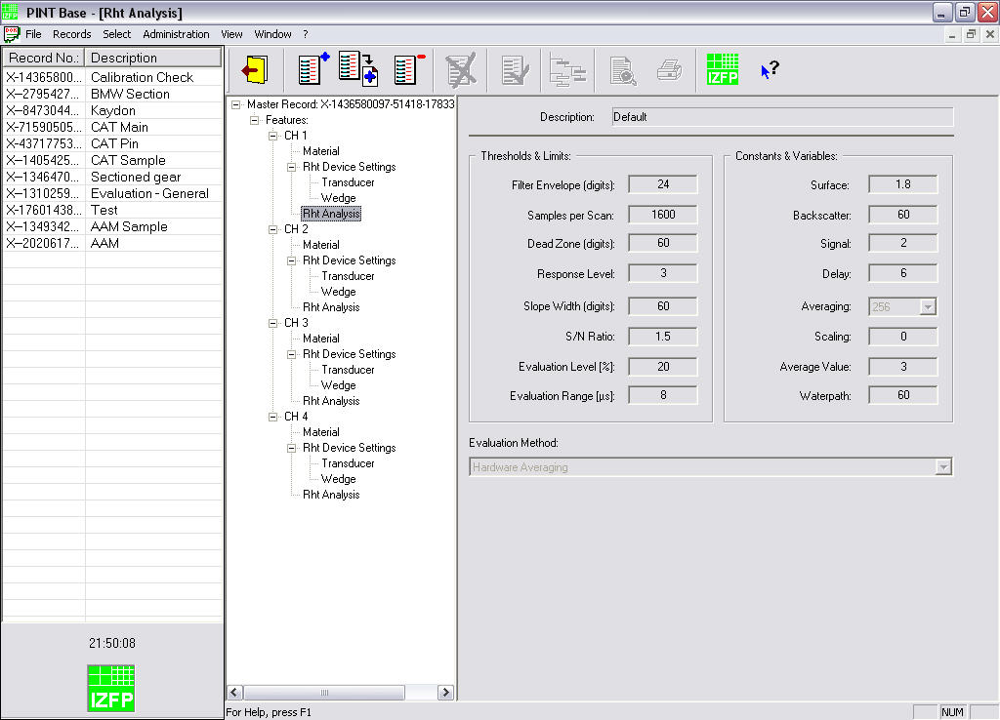 IZFP
PINT Base - [Rht Analysis]
File Records Select Administration View Window ?
Record No.: Description
X-14365800... Calibration Check
X--2795427... BMW Section
X--8473044... Kaydon
X-71590505... CAT Main
X-43717753... CAT Pin
X--1405425... CAT Sample
X--1346470... Sectioned gear
X--1310259... Evaluation - General
X-17601438... Test
X--1349342... AAM Sample
X--2020617... AAM
21:50:08
IZFP
IZFP
?
Master Record: X-1436580097-51418-17833
Features:
CH 1
Material
Rht Device Settings
Transducer
Wedge
Rht Analysis
CH 2
Material
Rht Device Settings
Transducer
Wedge
Rht Analysis
CH 3
Material
Rht Device Settings
Transducer
Wedge
Rht Analysis
CH 4
Material
Rht Device Settings
Transducer
Wedge
Rht Analysis
Description: Default
Thresholds & Limits:
Filter Envelope (digits): 24
Samples per Scan: 1600
Dead Zone (digits): 60
Response Level: 3
Slope Width (digits): 60
S/N Ratio: 1.5
Evaluation Level [%]: 20
Evaluation Range [µs]: 8
Constants & Variables:
Surface: 1.8
Backscatter: 60
Signal: 2
Delay: 6
Averaging: 256
Scaling: 0
Average Value: 3
Waterpath: 60
Evaluation Method:
Hardware Averaging
For Help, press F1
NUM